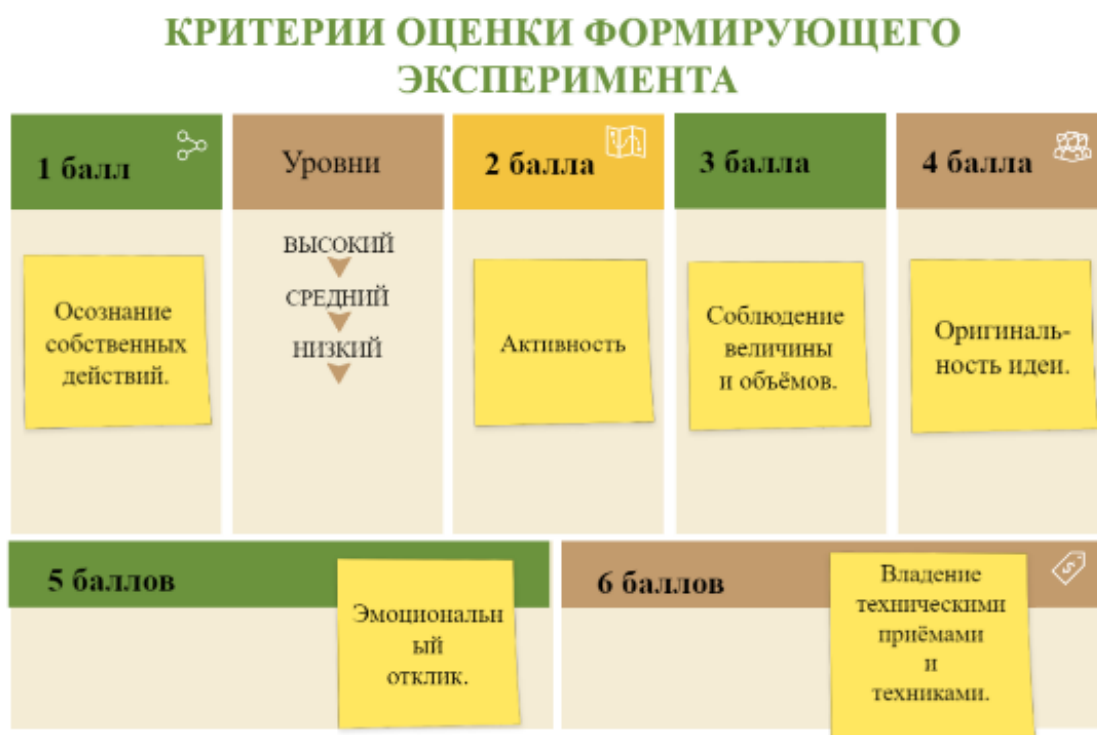 КРИТЕРИИ ОЦЕНКИ ФОРМИРУЮЩЕГО
ЭКСПЕРИМЕНТА
1 балл
Осознание
собственных
действий.
Уровни
ВЫСОКИЙ
СРЕДНИЙ
НИЗКИЙ
2 балла
Активность
3 балла
Соблюдение
величины
и объёмов.
4 балла
Оригиналь-
ность идеи.
5 баллов
Эмоциональн
ый
отклик.
6 баллов
Владение
техническими
приёмами
и
техниками.